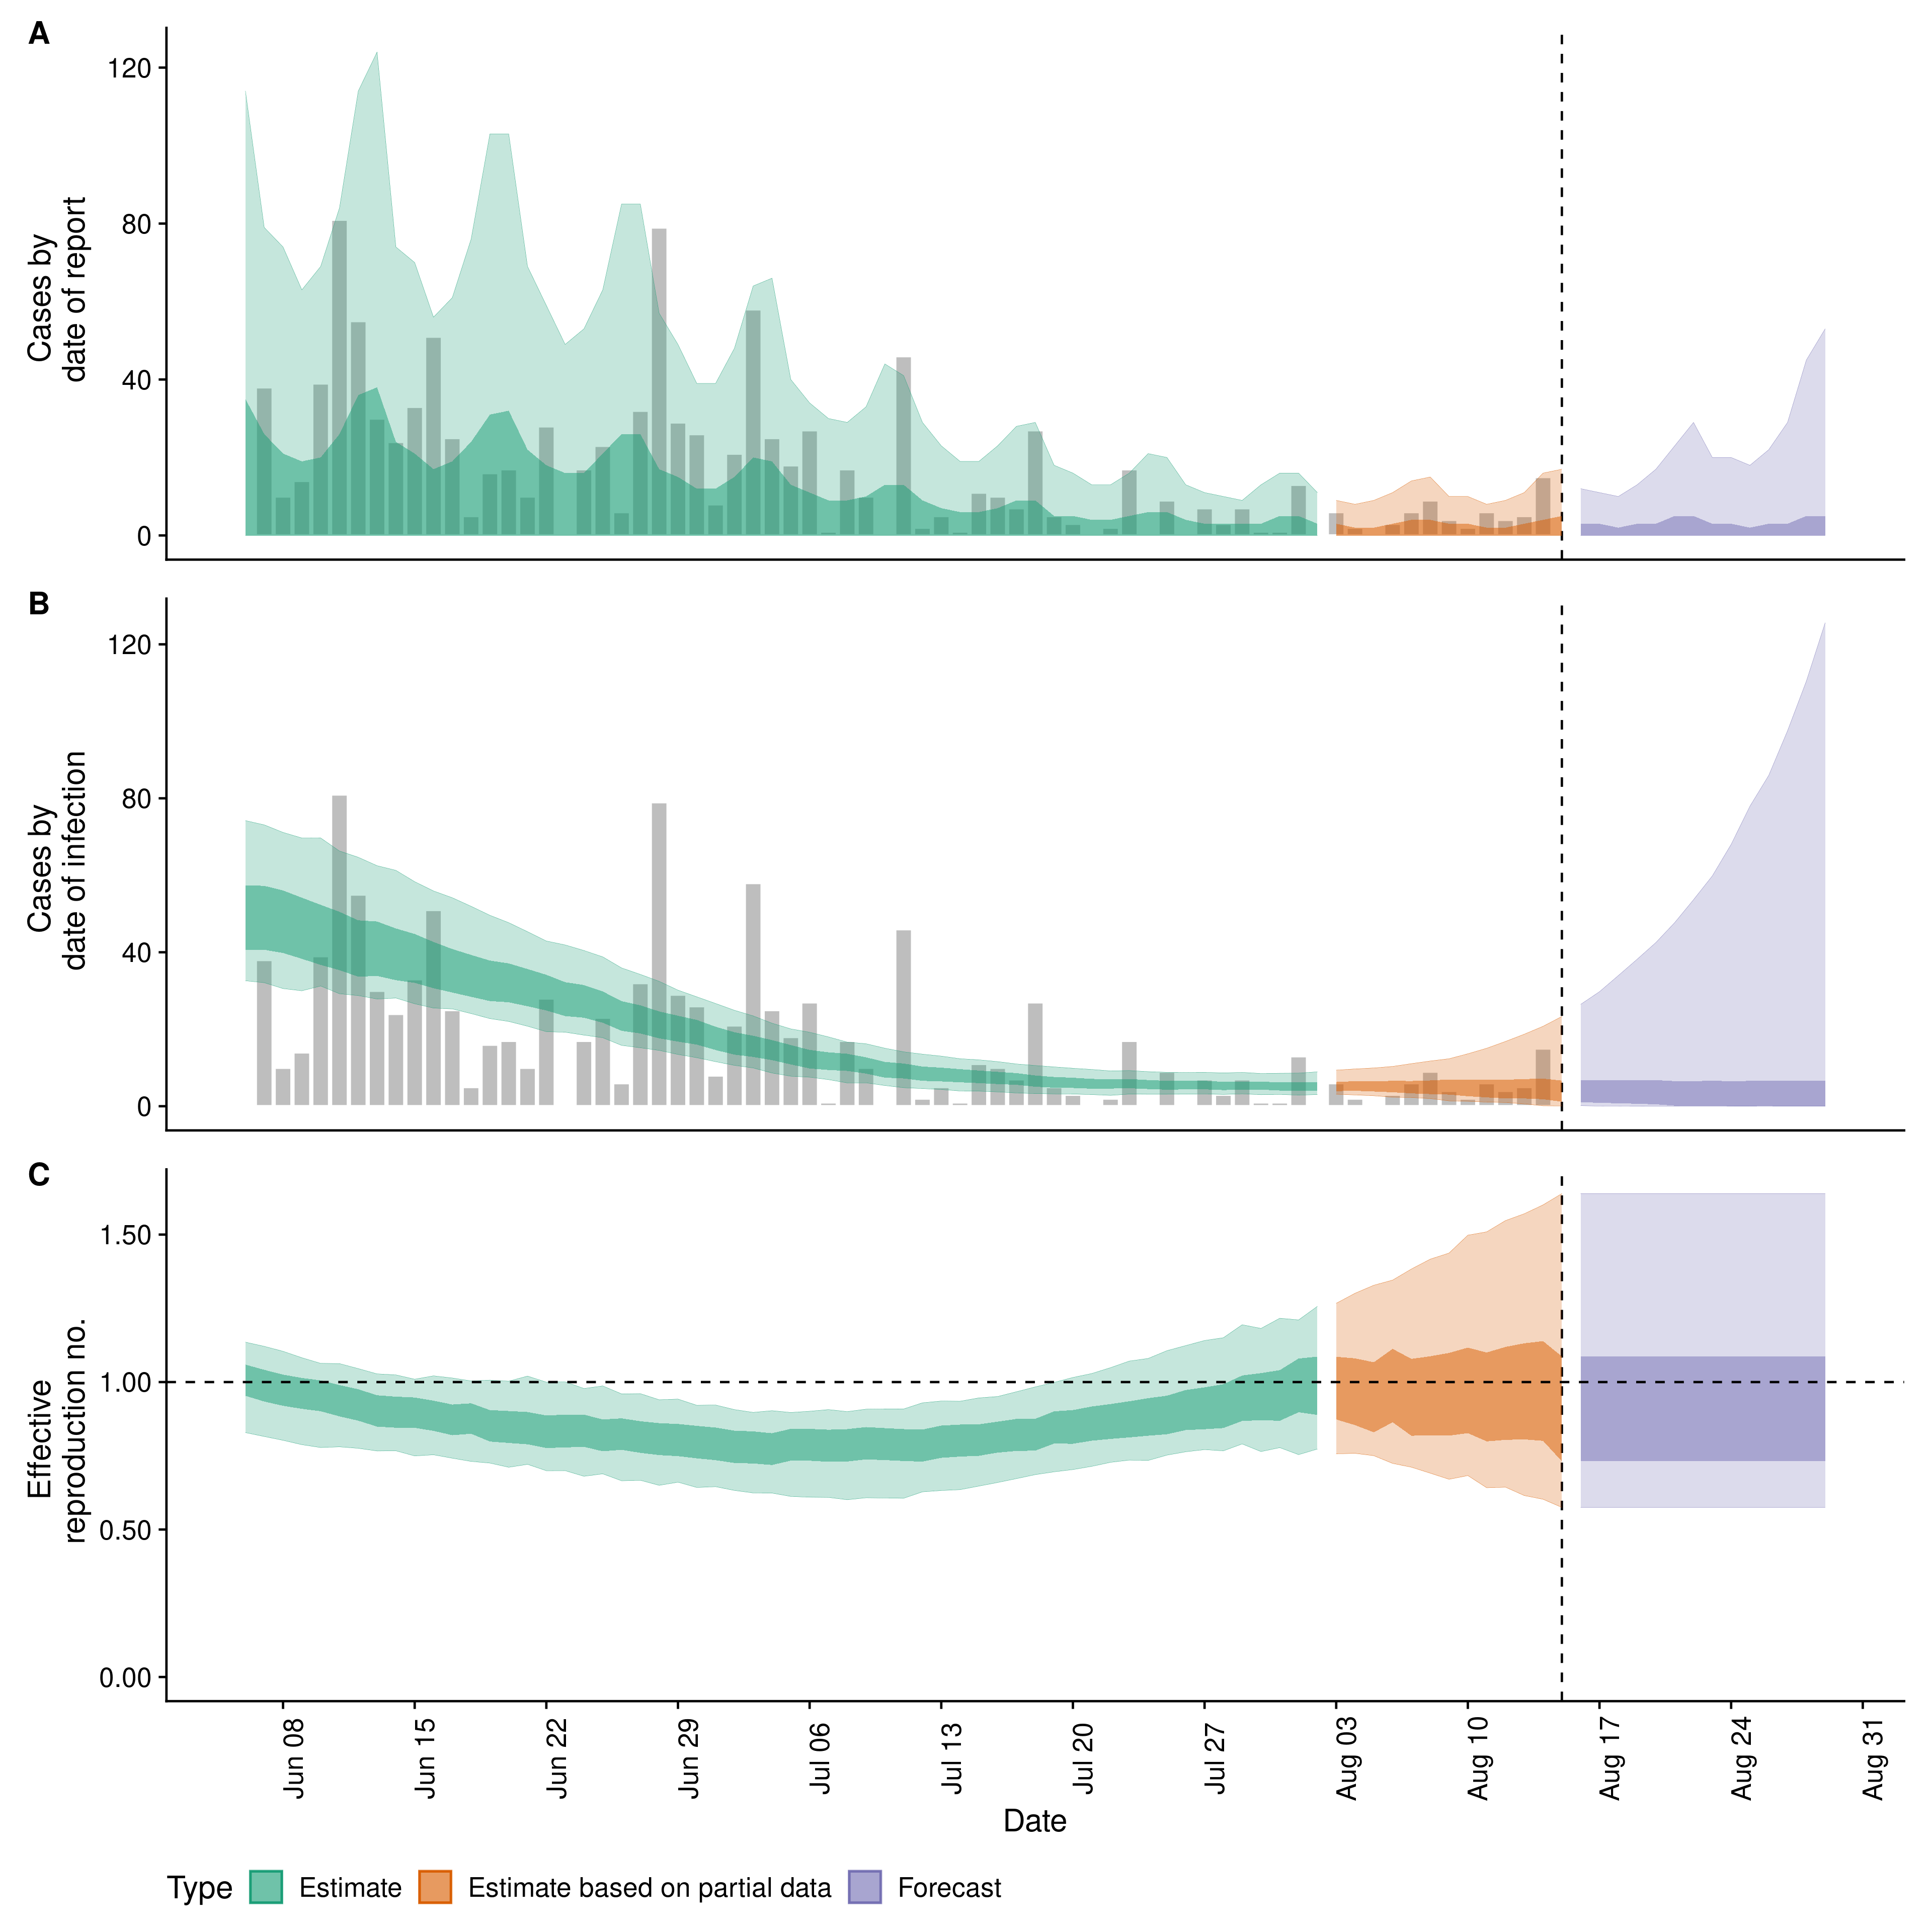 A
120
80
40
0
Cases by
date of report
B
120
80
40
0
Cases by
date of infection
C
1.50
1.00
0.50
0.00
Effective
reproduction no.
Jun 08
Jun 15
Jun 22
Jun 29
Jul 06
Jul 13
Jul 20
Jul 27
Aug 03
Aug 10
Aug 17
Aug 24
Aug 31
Date
Type Estimate Estimate based on partial data Forecast